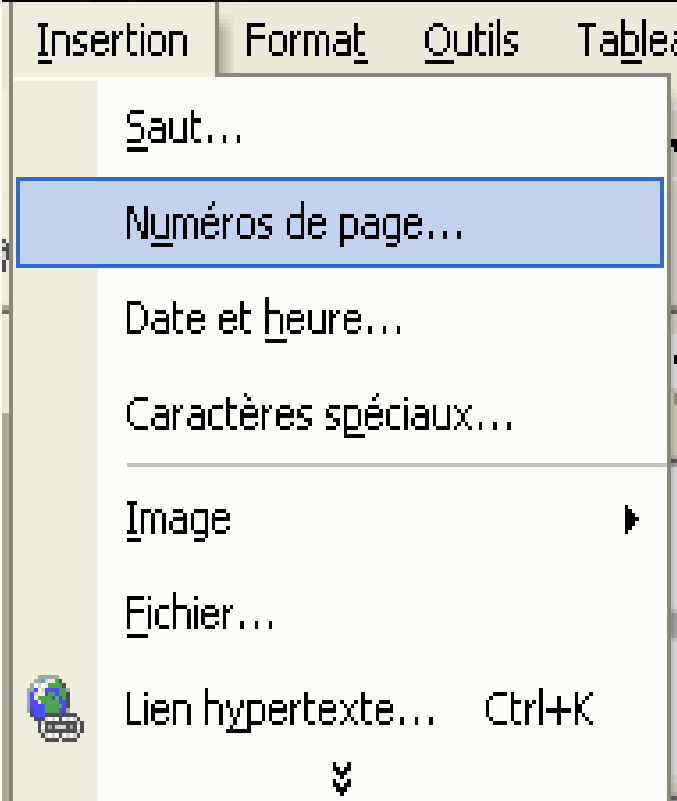 Insertion Format Outils Tablea
Saut...
Numéros de page...
Date et heure...
Caractères spéciaux...
Image
Fichier...
Lien hypertexte... Ctrl+K